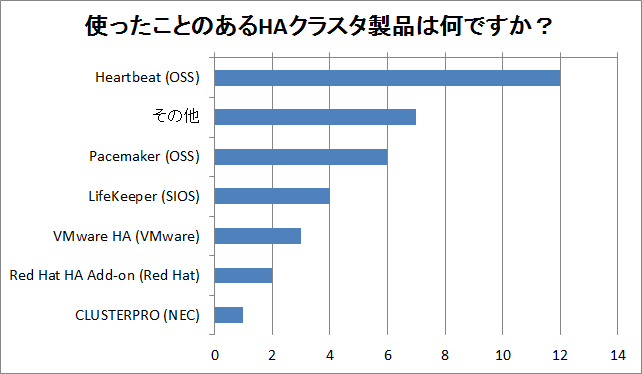 使ったことのあるHAクラスタ製品は何ですか？
Heartbeat (OSS)
その他
Pacemaker (OSS)
LifeKeeper (SIOS)
VMware HA (VMware)
Red Hat HA Add-on (Red Hat)
CLUSTERPRO (NEC)
0 2 4 6 8 10 12 14